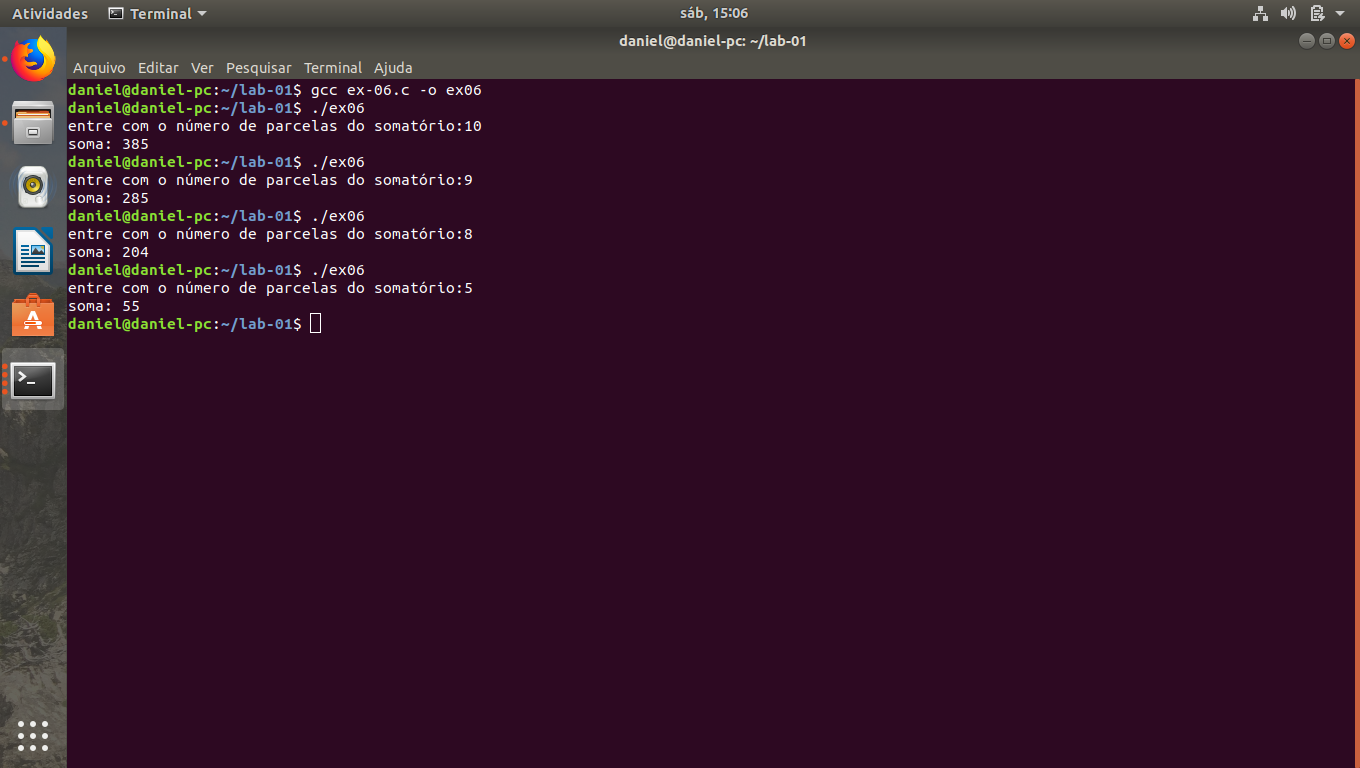 Atividades Terminal sáb, 15:06
daniel@daniel-pc: ~/lab-01
Arquivo Editar Ver Pesquisar Terminal Ajuda
daniel@daniel-pc:~/lab-01$ gcc ex-06.c -o ex06
daniel@daniel-pc:~/lab-01$ ./ex06
entre com o número de parcelas do somatório:10
soma: 385
daniel@daniel-pc:~/lab-01$ ./ex06
entre com o número de parcelas do somatório:9
soma: 285
daniel@daniel-pc:~/lab-01$ ./ex06
entre com o número de parcelas do somatório:8
soma: 204
daniel@daniel-pc:~/lab-01$ ./ex06
entre com o número de parcelas do somatório:5
soma: 55
daniel@daniel-pc:~/lab-01$